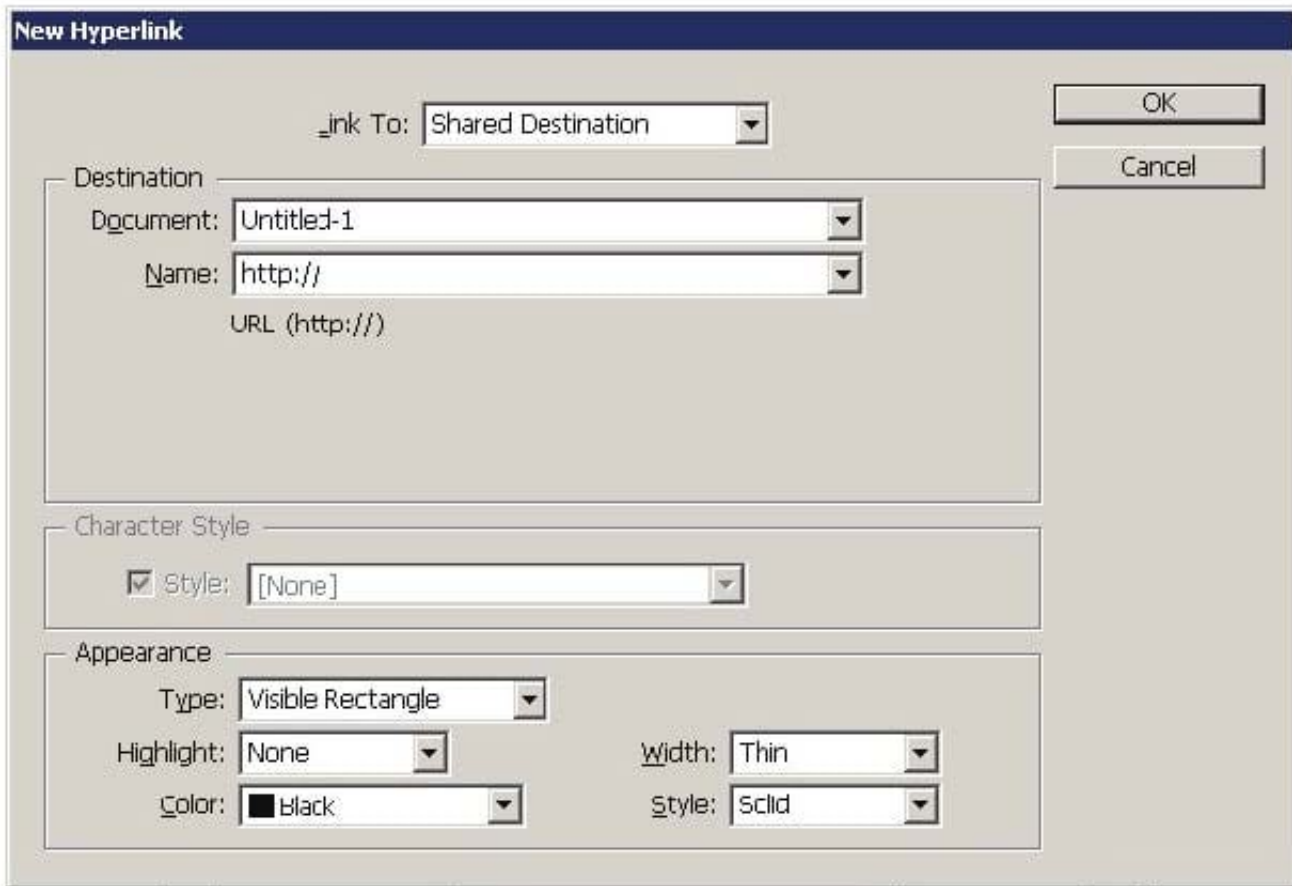 New Hyperlink
_ink To: Shared Destination
OK
Cancel
Destination
Document: Untitled-1
Name: http://
URL (http://)
Character Style
Style: [None]
Appearance
Type: Visible Rectangle
Highlight: None
Width: Thin
Color: Black
Style: Solid